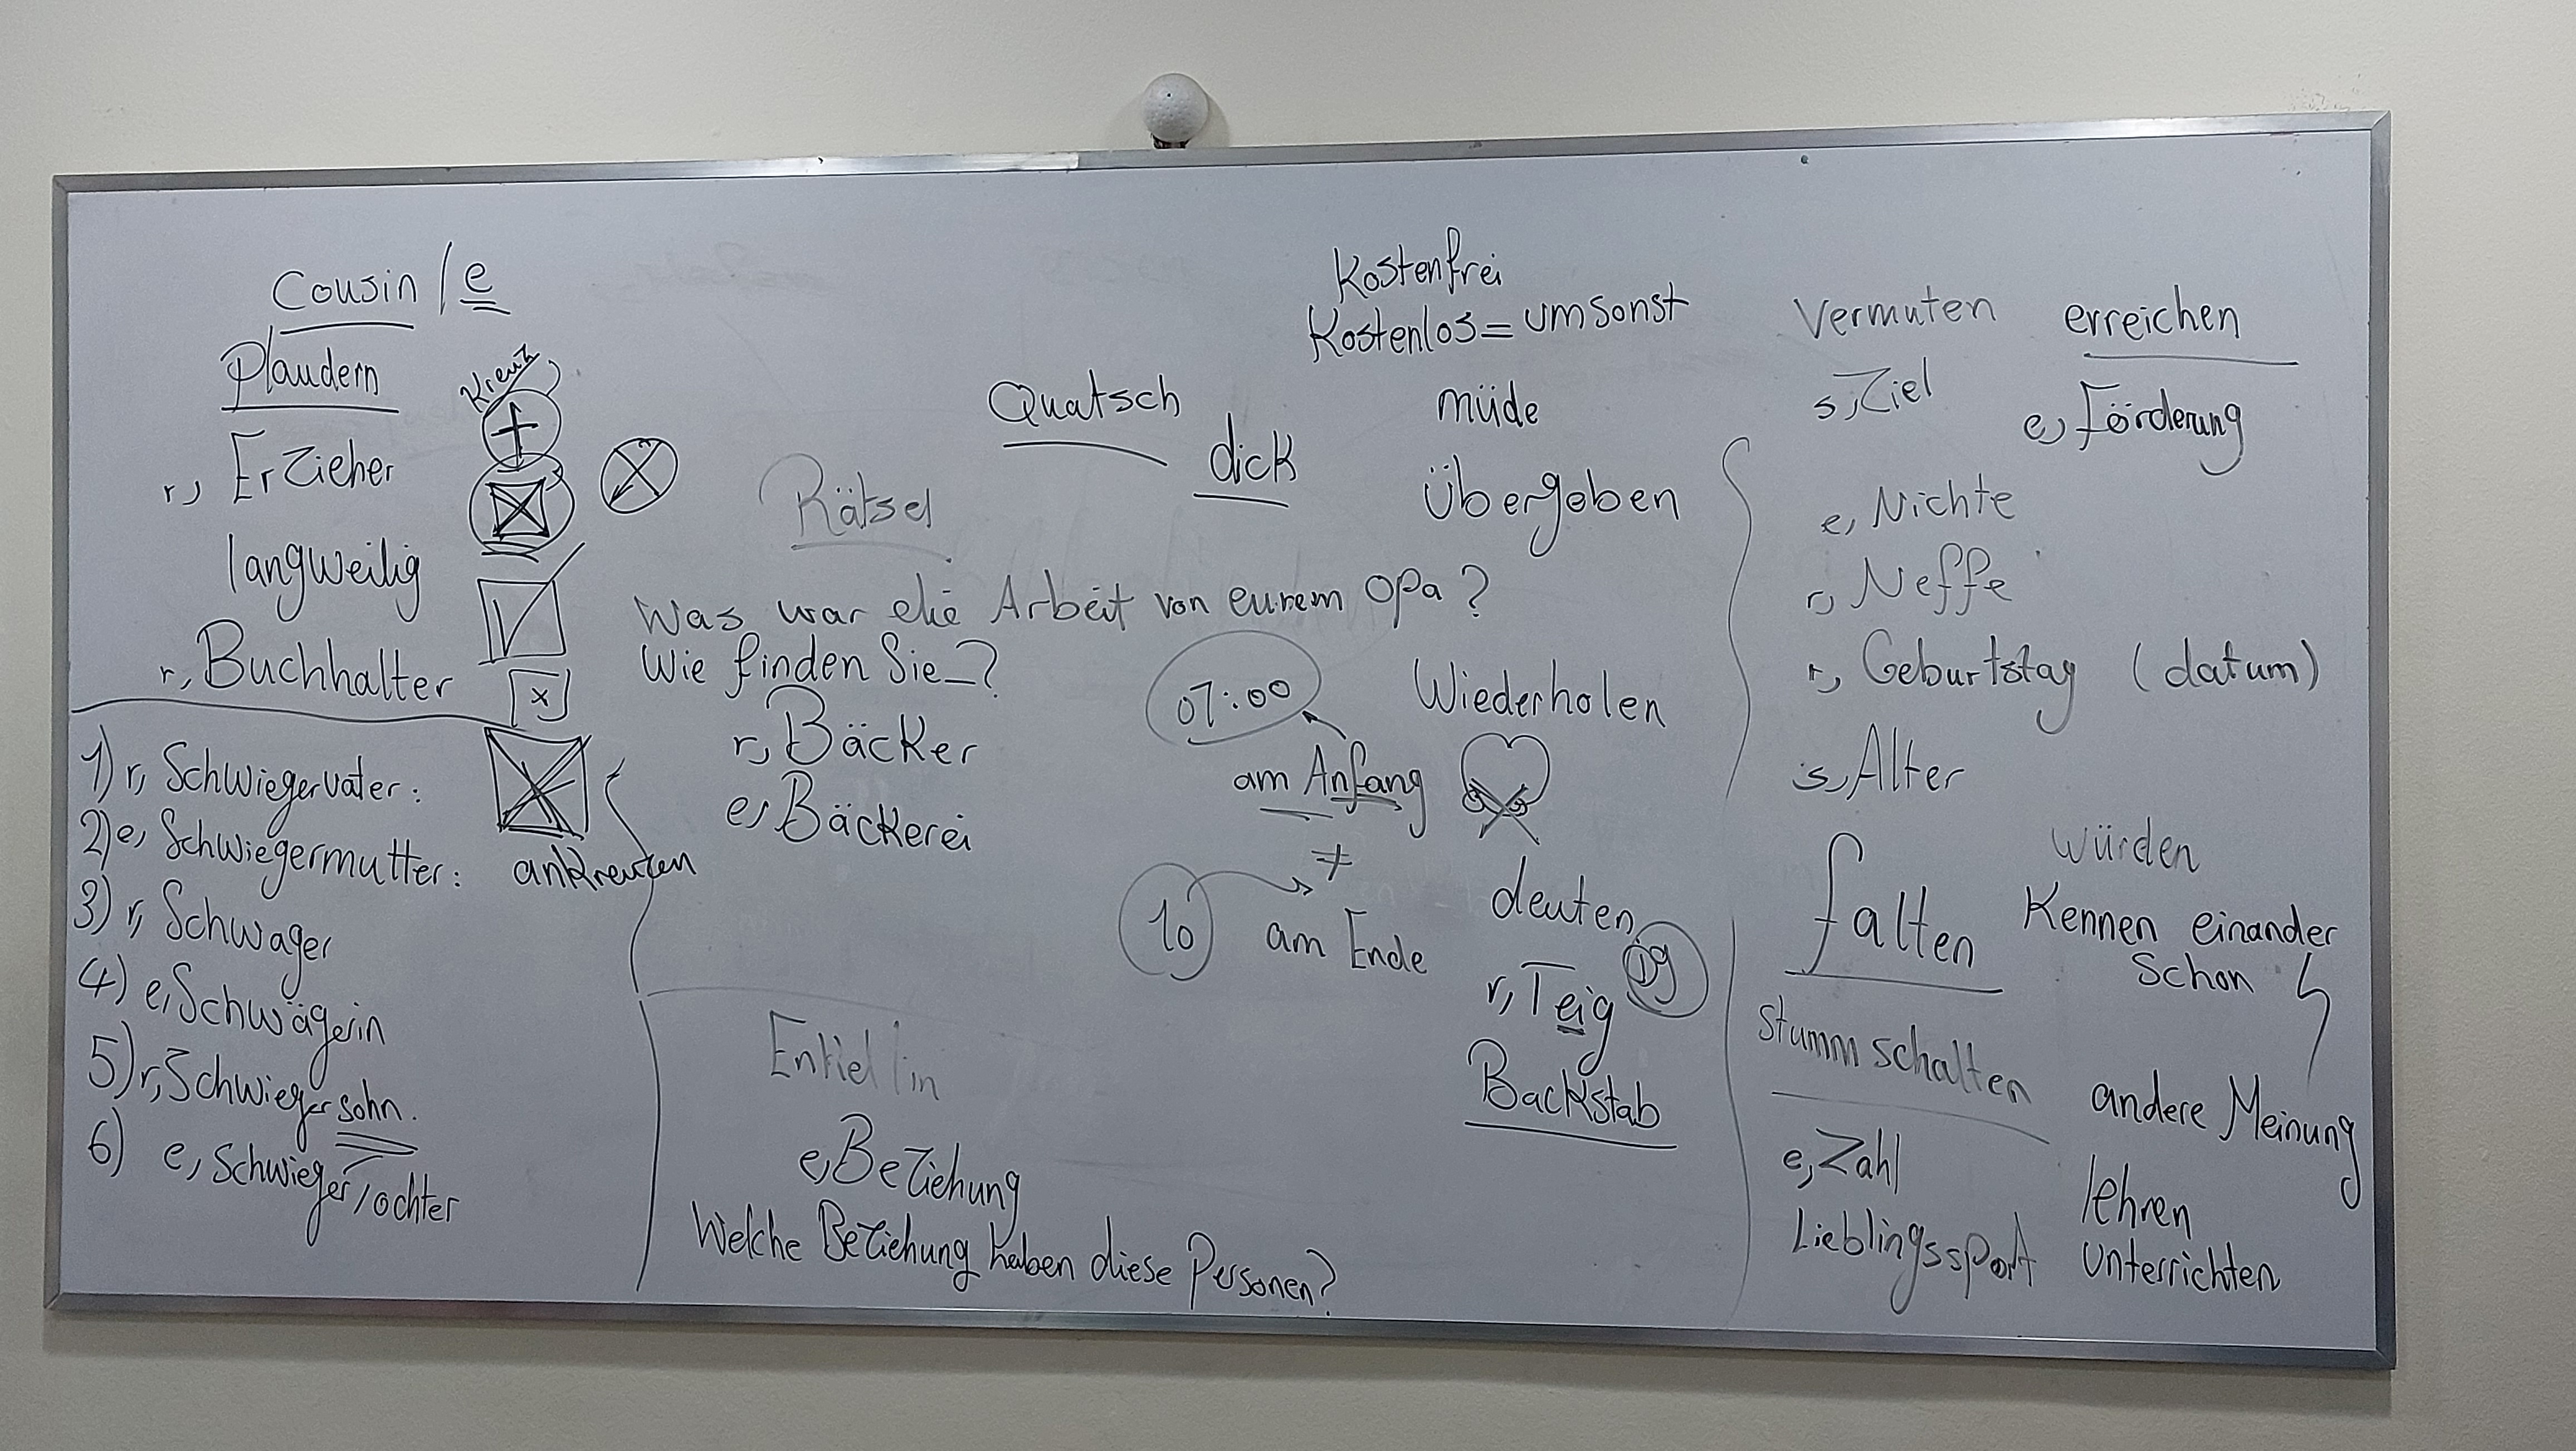 Cousin/e
Plaudern
Kreuz
r, Erzieher
langweilig
r, Buchhalter
1) r, Schwiegervater:
2) e, Schwiegermutter:
ankreuzen
3) r, Schwager
4) e, Schwägerin
5) r, Schwiegersohn.
6) e, Schwiegertochter
Quatsch
dick
Rätsel
Was war die Arbeit von eurem Opa?
Wie finden Sie_?
r, Bäcker
e, Bäckerei
07:00
am Anfang
≠
10
am Ende
Enkel/in
e, Beziehung
Welche Beziehung haben diese Personen?
Kostenfrei
Kostenlos = umsonst
müde
Übergeben
Wiederholen
deuten
r, Teig
ig
Backstab
Vermuten
erreichen
s, Ziel
e, Förderung
e, Nichte
r, Neffe
r, Geburtstag (datum)
s, Alter
falten
würden
Kennen einander
Schon
Stumm schalten
andere Meinung
e, Zahl
lehren
Lieblingssport
unterrichten